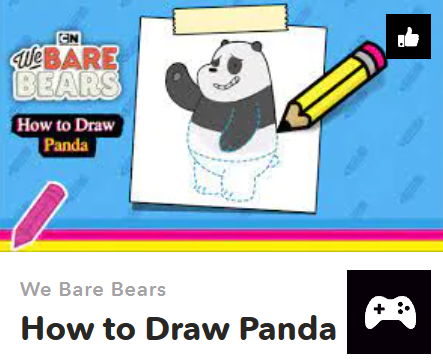 CN
We BARE
BEARS
How to Draw
Panda
We Bare Bears
How to Draw Panda